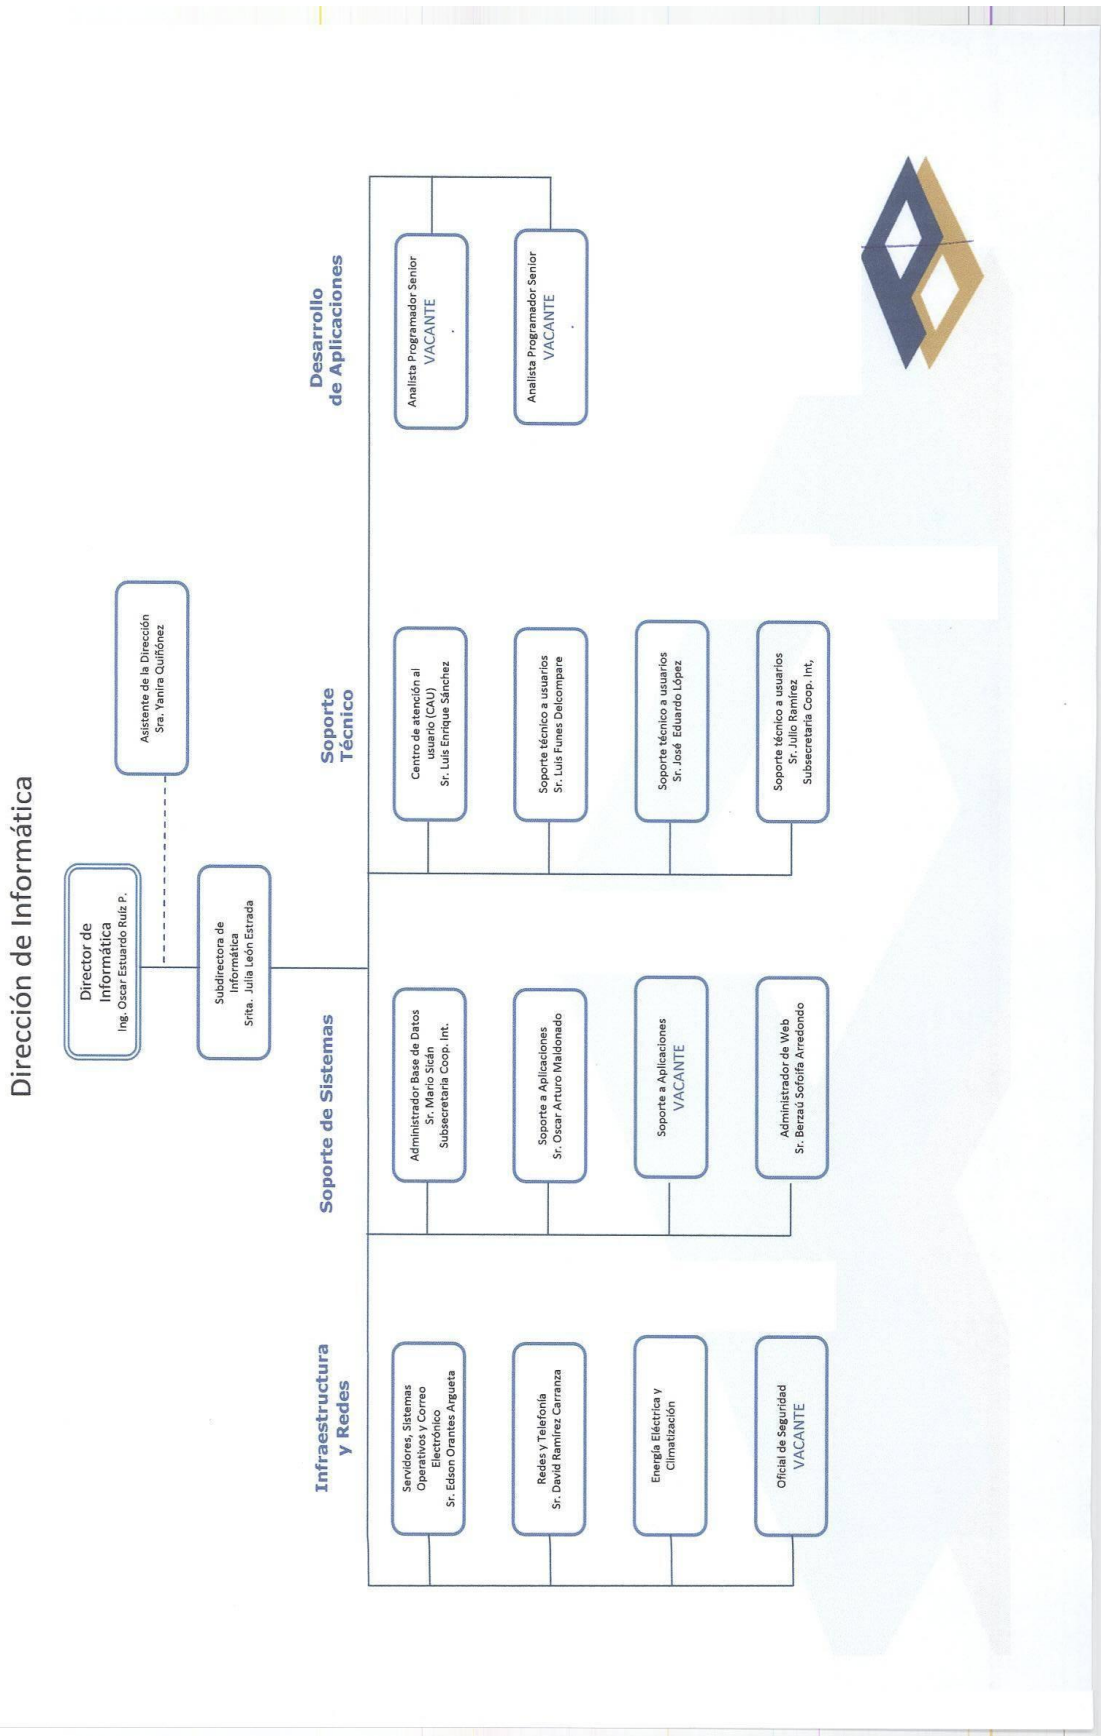 Dirección de Informática
Director de
Informática
Ing. Oscar Estuardo Ruíz P.
Asistente de la Dirección
Sra. Yanira Quiñónez
Subdirectora de
Informática
Srita. Julia León Estrada
Infraestructura
y Redes
Servidores, Sistemas
Operativos y Correo
Electrónico
Sr. Edson Orantes Argueta
Redes y Telefonía
Sr. David Ramírez Carranza
Energía Eléctrica y
Climatización
Oficial de Seguridad
VACANTE
Soporte de Sistemas
Administrador Base de Datos
Sr. Mario Sicán
Subsecretaría Coop. Int.
Soporte a Aplicaciones
Sr. Oscar Arturo Maldonado
Soporte a Aplicaciones
VACANTE
Administrador de Web
Sr. Berzaú Sofoifa Arredondo
Soporte
Técnico
Centro de atención al
usuario (CAU)
Sr. Luis Enrique Sánchez
Soporte técnico a usuarios
Sr. Luis Funes Delcompare
Soporte técnico a usuarios
Sr. José Eduardo López
Soporte técnico a usuarios
Sr. Julio Ramírez
Subsecretaría Coop. Int,
Desarrollo
de Aplicaciones
Analista Programador Senior
VACANTE
Analista Programador Senior
VACANTE